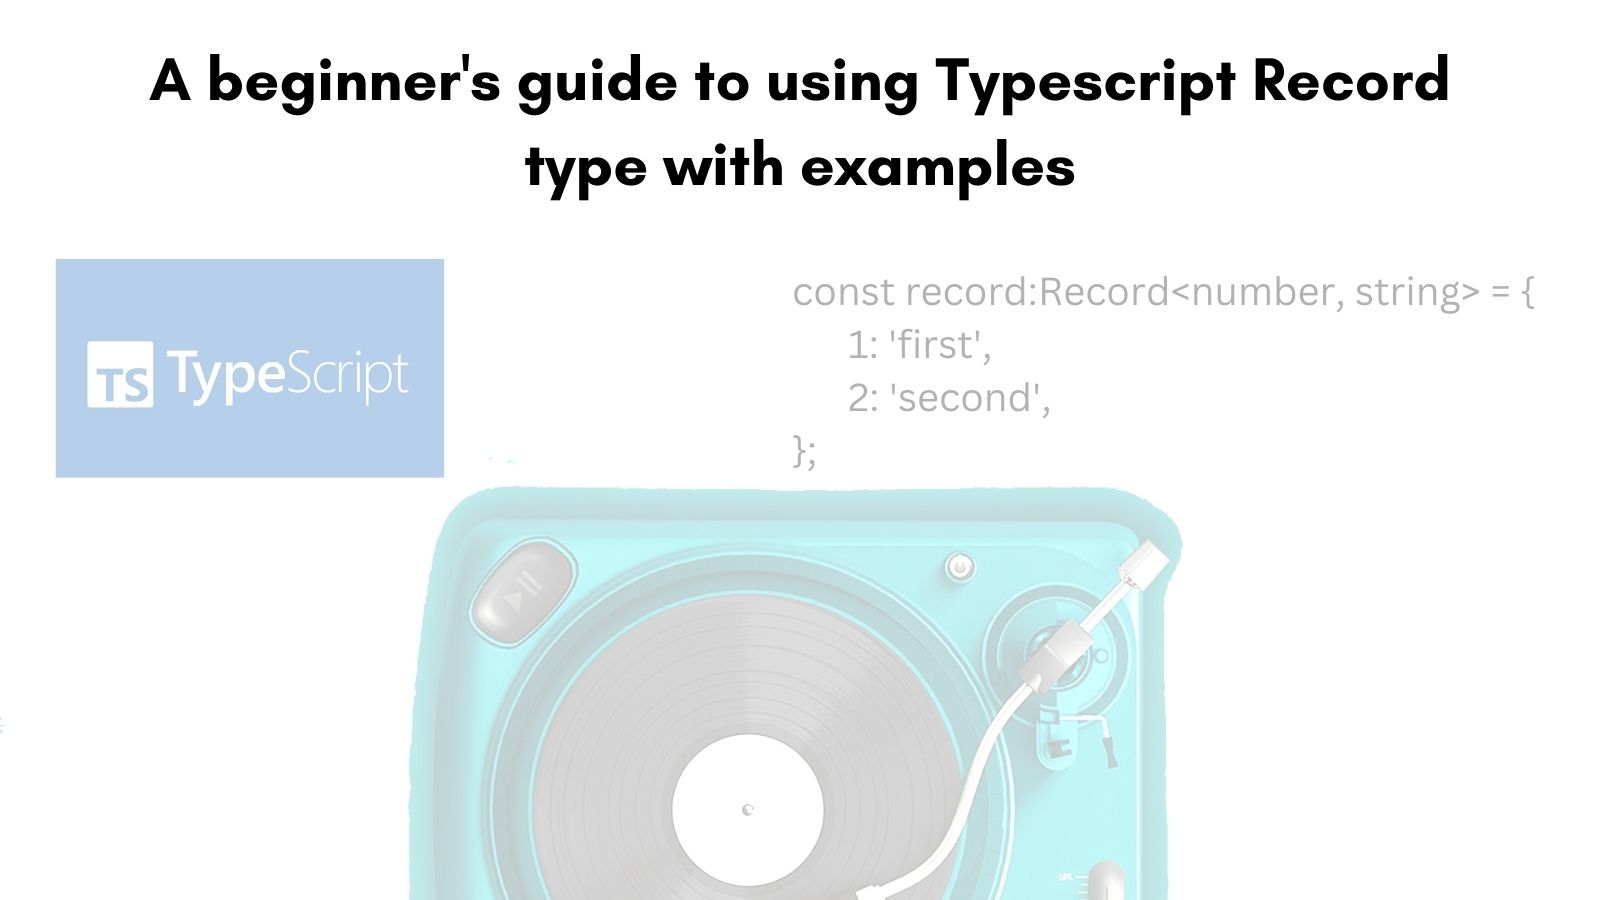 A beginner's guide to using Typescript Record
type with examples
TS TypeScript
const record:Record<number, string> = {
1: 'first',
2: 'second',
};